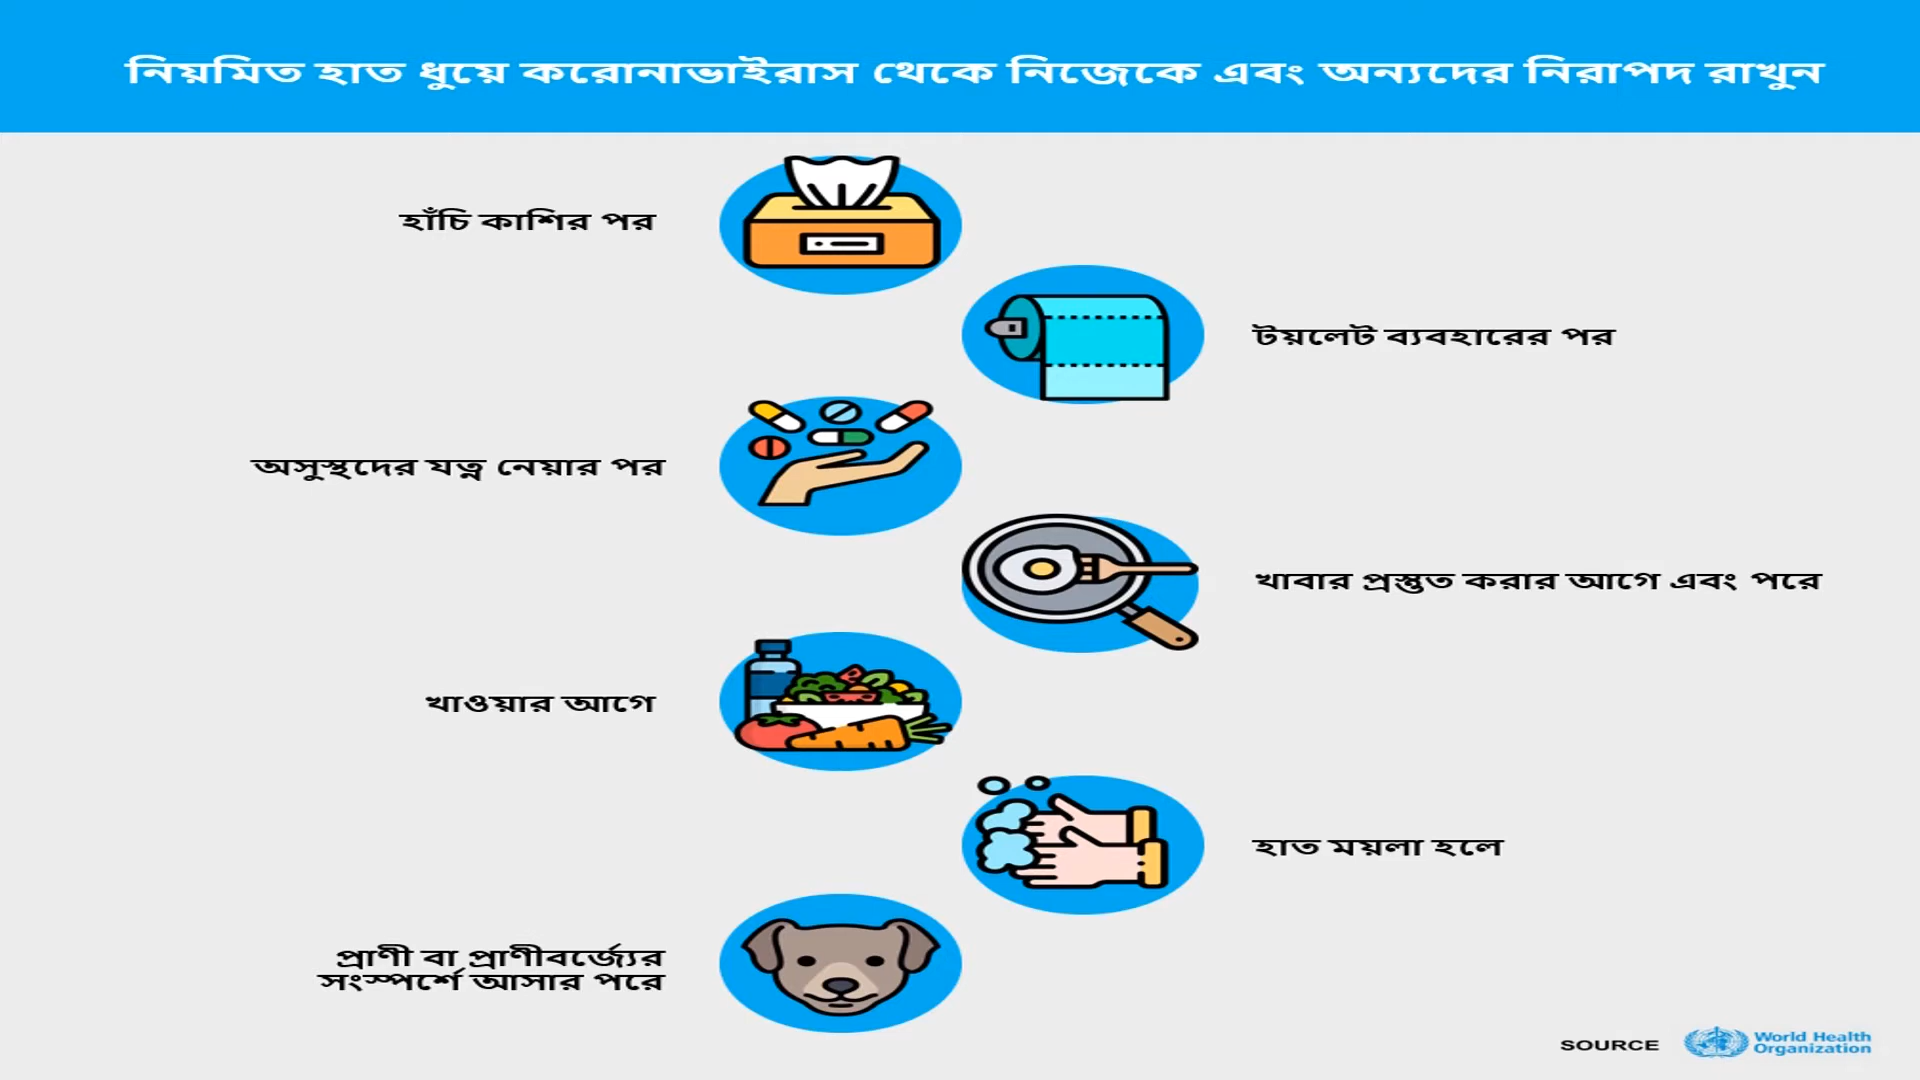 নিয়মিত হাত ধুয়ে করোনাভাইরাস থেকে নিজেকে এবং অন্যদের নিরাপদ রাখুন
হাঁচি কাশির পর
টয়লেট ব্যবহারের পর
অসুস্থদের যত্ন নেয়ার পর
খাবার প্রস্তুত করার আগে এবং পরে
খাওয়ার আগে
হাত ময়লা হলে
প্রাণী বা প্রাণীবর্জ্যের
সংস্পর্শে আসার পরে
SOURCE
World Health
Organization